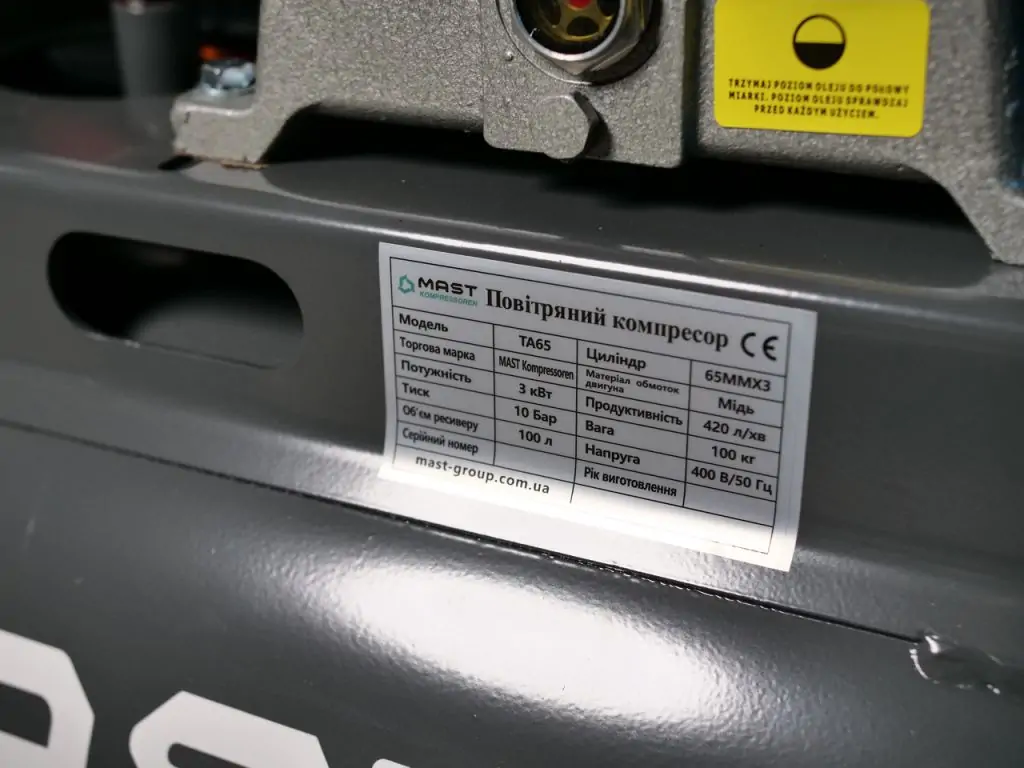 TRZYMAJ POZIOM OLEJU DO POŁOWY
MIARKI. POZIOM OLEJU SPRAWDZAJ
PRZED KAŻDYM UŻYCIEM.
MAST
KOMPRESSOREN
Повітряний компресор CE
Модель TA65 Циліндр 65MMX3
Торгова марка MAST Kompressoren Матеріал обмоток двигуна Мідь
Потужність 3 кВт Продуктивність 420 л/хв
Тиск 10 Бар Вага 100 кг
Об'єм ресиверу 100 л Напруга 400 В/50 Гц
Серійний номер Рік виготовлення
mast-group.com.ua